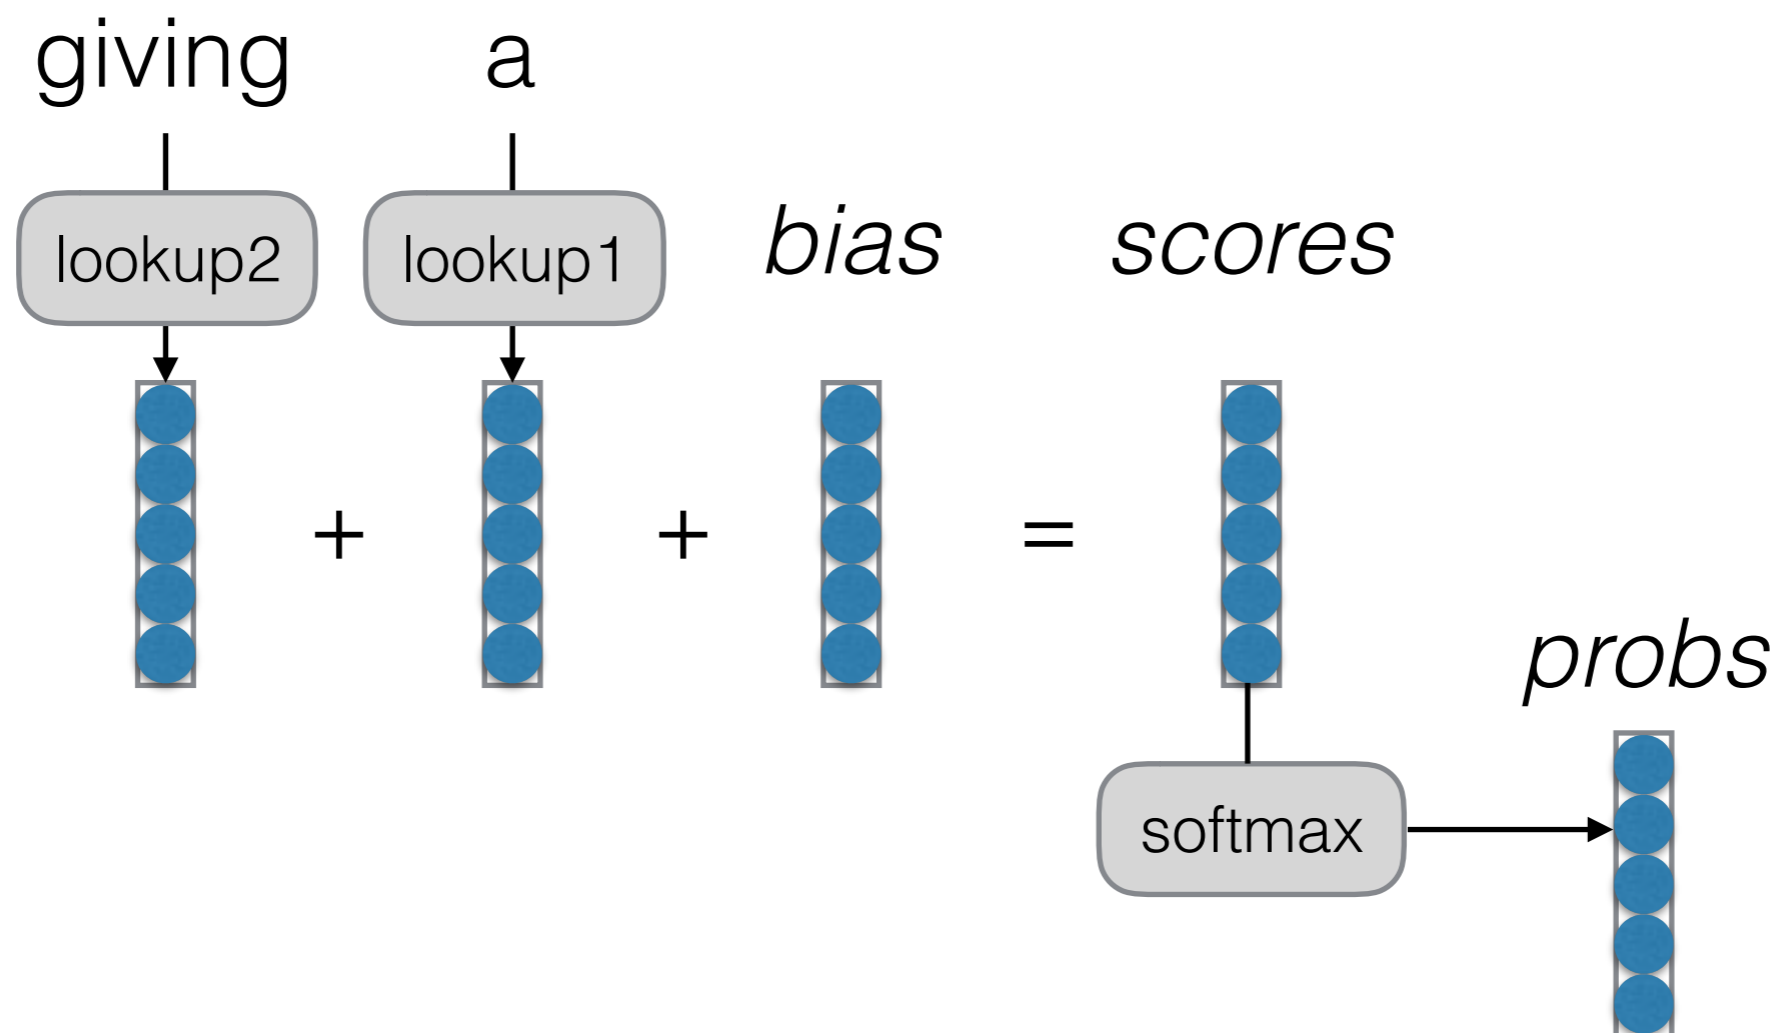 giving a
lookup2 lookup1 bias scores
+ + =
probs
softmax